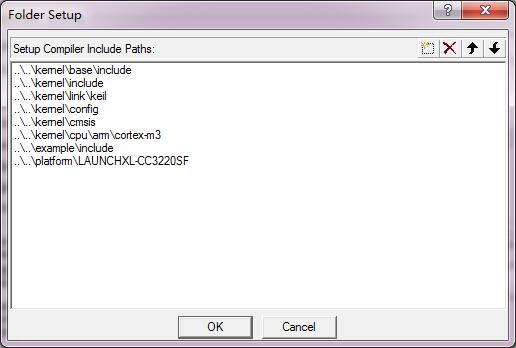 Folder Setup
Setup Compiler Include Paths:
..\..\kernel\base\include
..\..\kernel\include
..\..\kernel\link\keil
..\..\kernel\config
..\..\kernel\cmsis
..\..\kernel\cpu\arm\cortex-m3
..\..\example\include
..\..\platform\LAUNCHXL-CC3220SF
OK Cancel